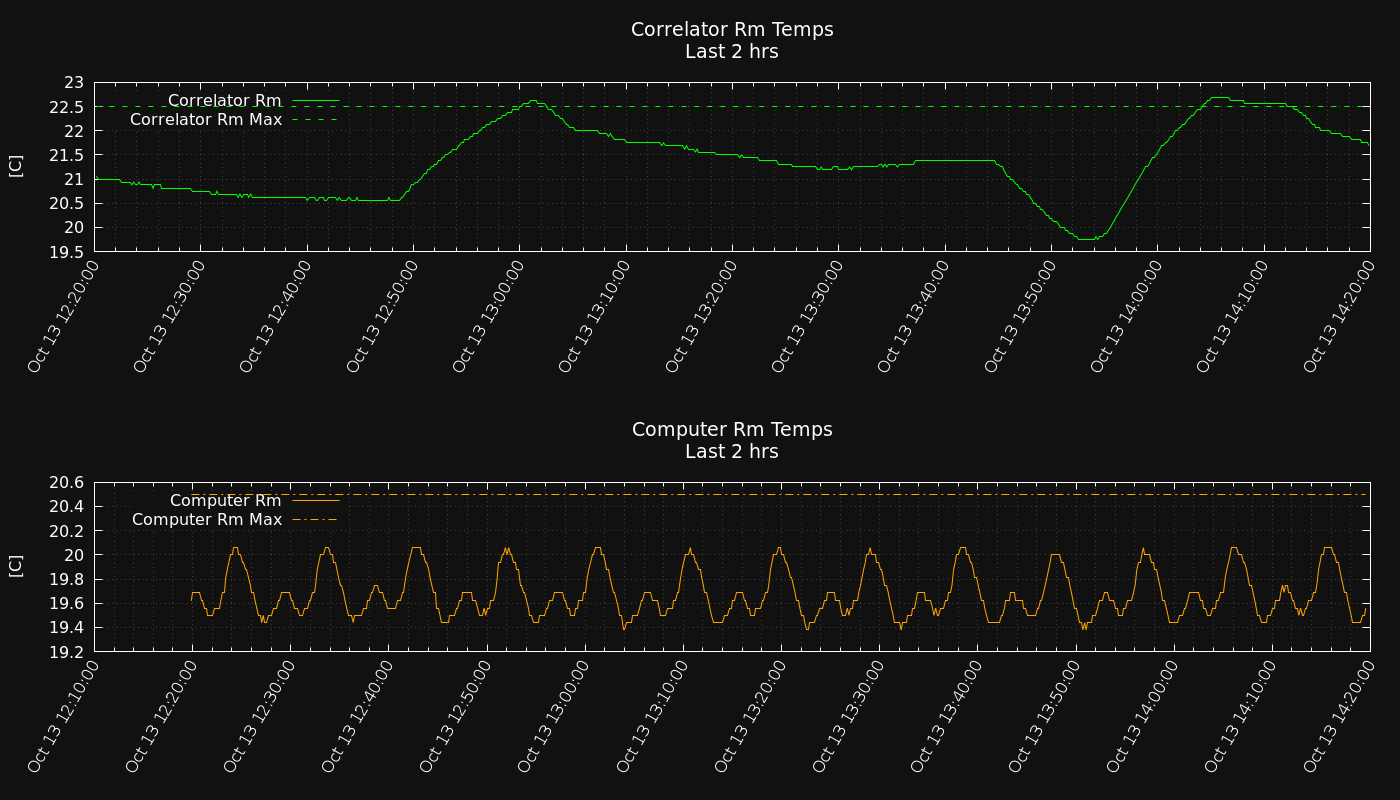 Correlator Rm Temps
Last 2 hrs
[C]
23
22.5
22
21.5
21
20.5
20
19.5
Correlator Rm
Correlator Rm Max
Oct 13 12:20:00
Oct 13 12:30:00
Oct 13 12:40:00
Oct 13 12:50:00
Oct 13 13:00:00
Oct 13 13:10:00
Oct 13 13:20:00
Oct 13 13:30:00
Oct 13 13:40:00
Oct 13 13:50:00
Oct 13 14:00:00
Oct 13 14:10:00
Oct 13 14:20:00
Computer Rm Temps
Last 2 hrs
[C]
20.6
20.4
20.2
20
19.8
19.6
19.4
19.2
Computer Rm
Computer Rm Max
Oct 13 12:10:00
Oct 13 12:20:00
Oct 13 12:30:00
Oct 13 12:40:00
Oct 13 12:50:00
Oct 13 13:00:00
Oct 13 13:10:00
Oct 13 13:20:00
Oct 13 13:30:00
Oct 13 13:40:00
Oct 13 13:50:00
Oct 13 14:00:00
Oct 13 14:10:00
Oct 13 14:20:00